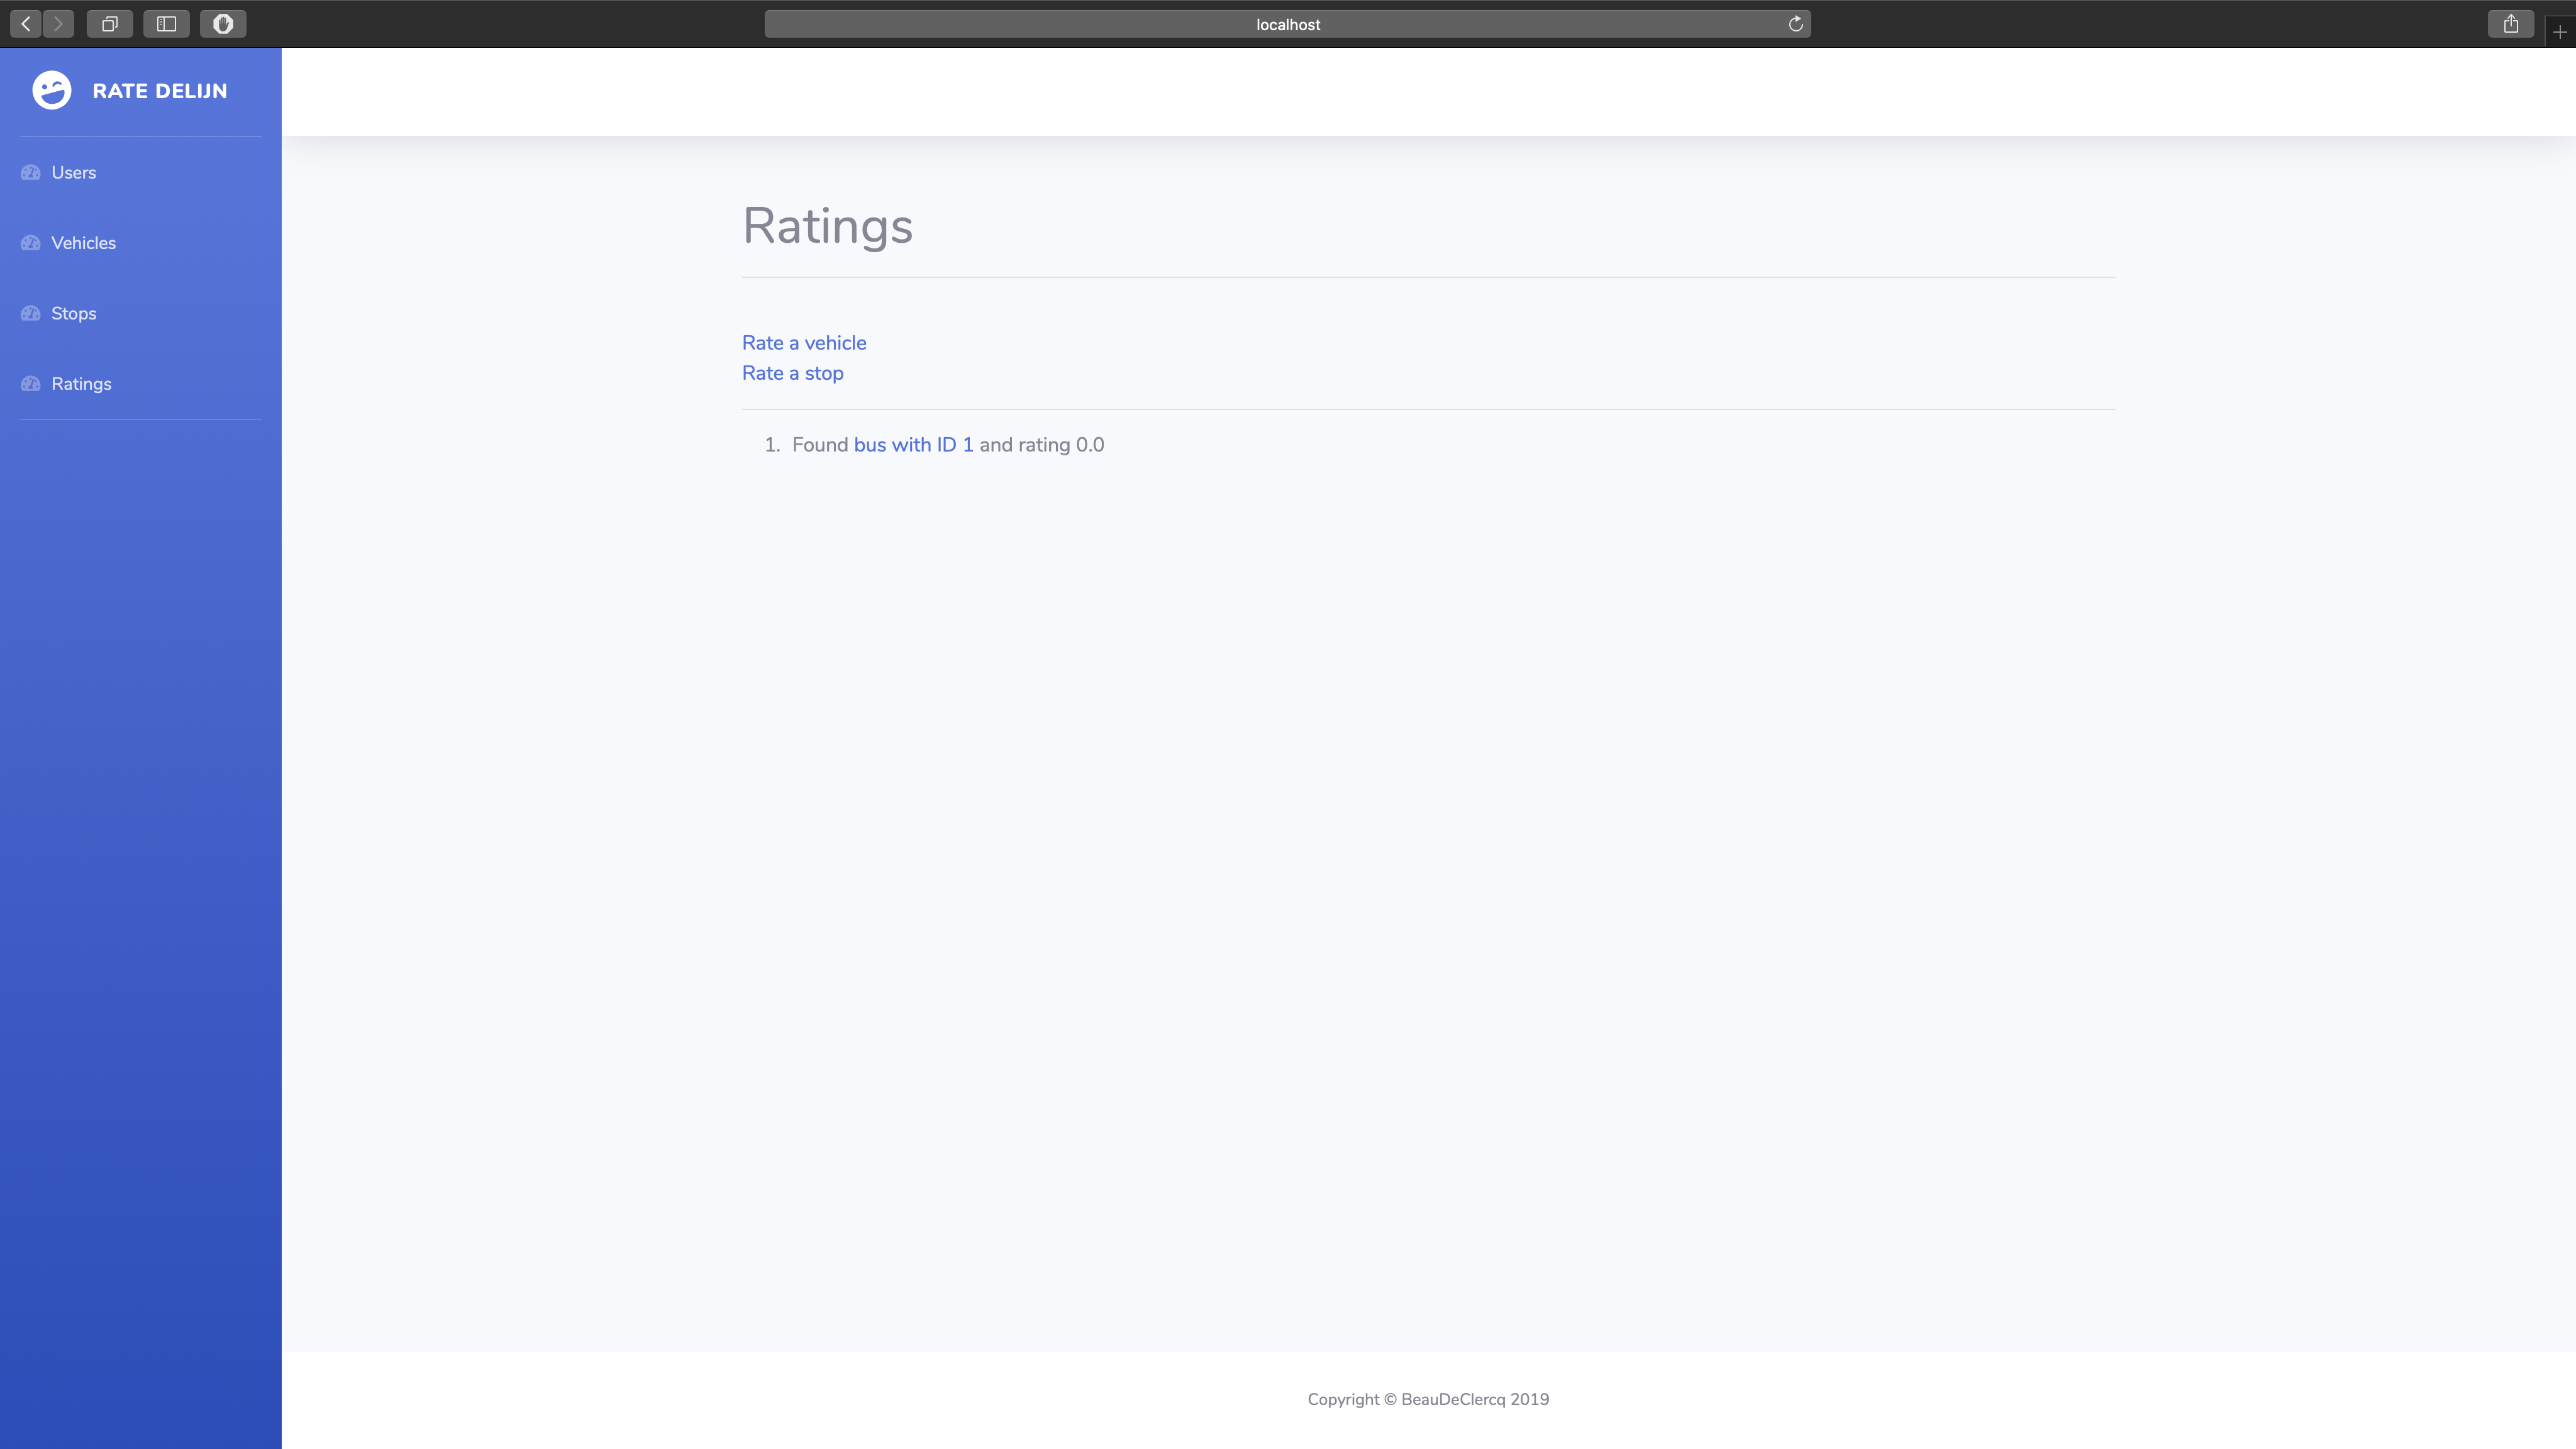 localhost
RATE DELIJN
Users
Vehicles
Stops
Ratings
Ratings
Rate a vehicle
Rate a stop
1. Found bus with ID 1 and rating 0.0
Copyright © BeauDeClercq 2019